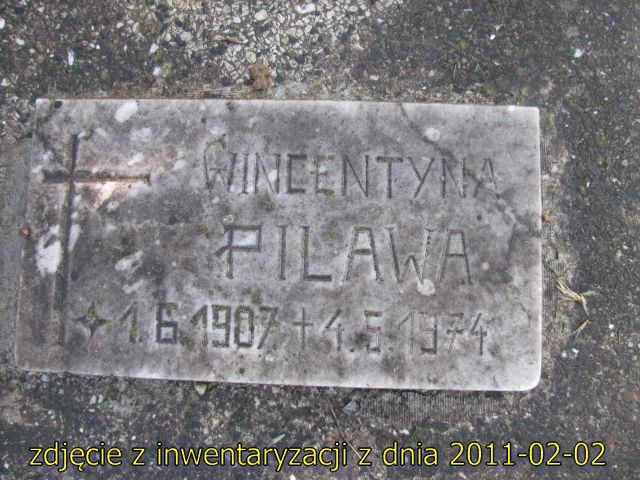 WINCENTYNA
PILAWA
1.6.1907 + 4.5.1974
zdjęcie z inwentaryzacji z dnia 2011-02-02